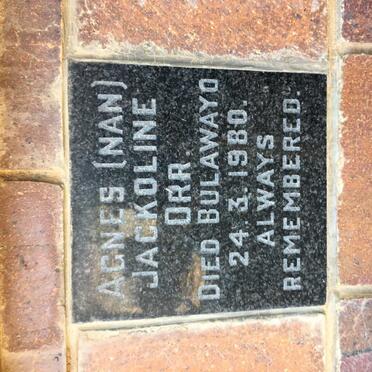 AGNES (NAN)
JACKOLINE
ORR
DIED BULAWAYO
24.3.1980.
ALWAYS
REMEMBERED.